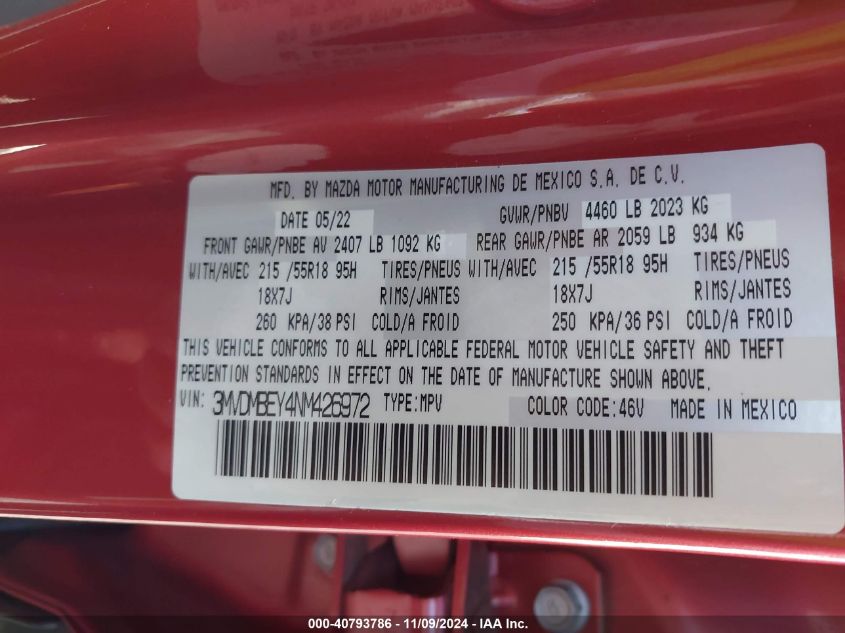 MFD. BY MAZDA MOTOR MANUFACTURING DE MEXICO S.A. DE C.V.
DATE 05/22 GVWR/PNBV 4460 LB 2023 KG
FRONT GAWR/PNBE AV 2407 LB 1092 KG REAR GAWR/PNBE AR 2059 LB 934 KG
WITH/AVEC 215 /55R18 95H TIRES/PNEUS WITH/AVEC 215 /55R18 95H TIRES/PNEUS
18X7J RIMS/JANTES 18X7J RIMS/JANTES
260 KPA/38 PSI COLD/A FROID 250 KPA/36 PSI COLD/A FROID
THIS VEHICLE CONFORMS TO ALL APPLICABLE FEDERAL MOTOR VEHICLE SAFETY AND THEFT
PREVENTION STANDARDS IN EFFECT ON THE DATE OF MANUFACTURE SHOWN ABOVE.
VIN: 3MVDMBEY4NM426972 TYPE:MPV COLOR CODE:46V MADE IN MEXICO
000-40793786 - 11/09/2024 - IAA Inc.